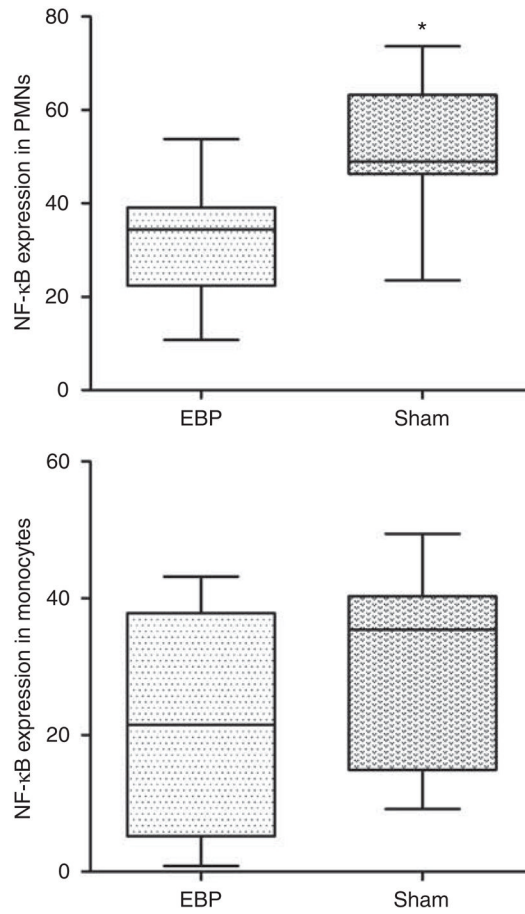 80
*
60
NF-κB expression in PMNs
40
20
0
EBP Sham
60
NF-κB expression in monocytes
40
20
0
EBP Sham